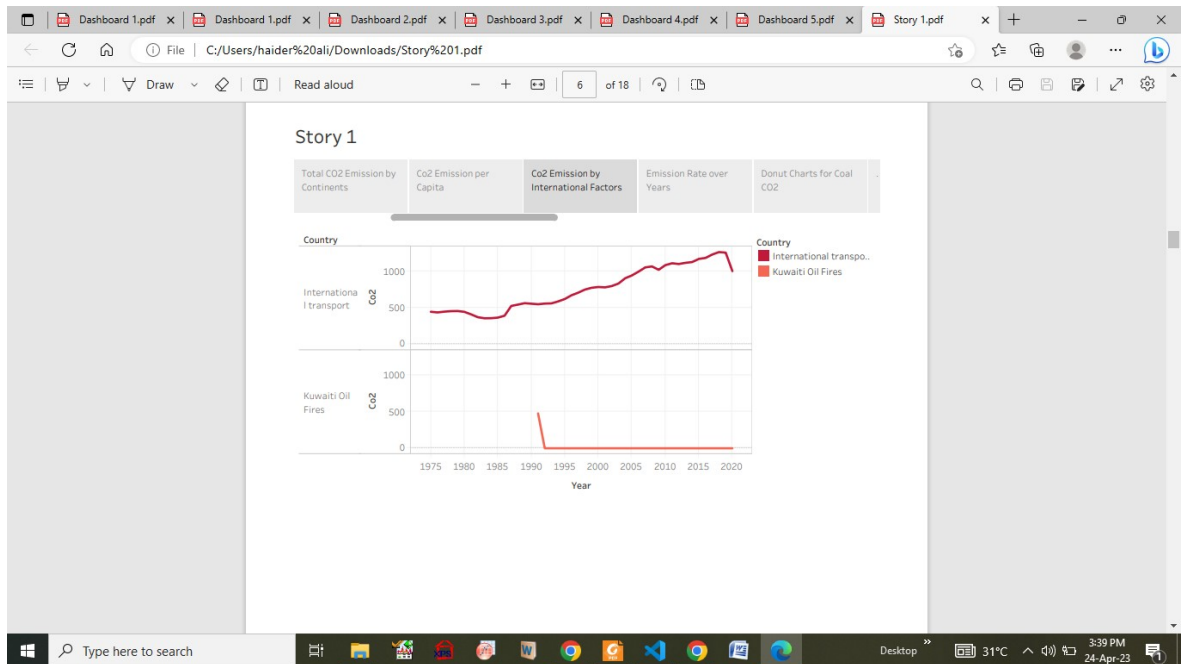 Dashboard 1.pdf
Dashboard 1.pdf
Dashboard 2.pdf
Dashboard 3.pdf
Dashboard 4.pdf
Dashboard 5.pdf
Story 1.pdf
File
C:/Users/haider%20ali/Downloads/Story%201.pdf
Draw
Read aloud
6 of 18
Story 1
Total CO2 Emission by
Continents
Co2 Emission per
Capita
Co2 Emission by
International Factors
Emission Rate over
Years
Donut Charts for Coal
CO2
Country
Internationa
l transport
Co2
1000
500
0
Kuwaiti Oil
Fires
Co2
1000
500
0
1975 1980 1985 1990 1995 2000 2005 2010 2015 2020
Year
Country
International transpo..
Kuwaiti Oil Fires
Type here to search
Desktop
31°C
3:39 PM
24-Apr-23